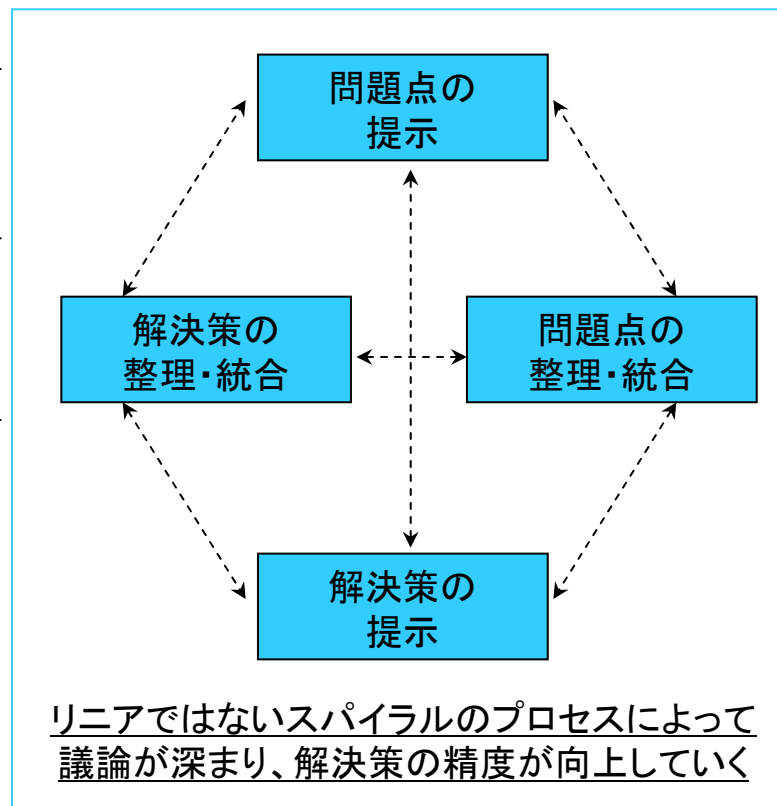 問題点の
提示
解決策の
整理・統合
問題点の
整理・統合
解決策の
提示
リニアではないスパイラルのプロセスによって
議論が深まり、解決策の精度が向上していく